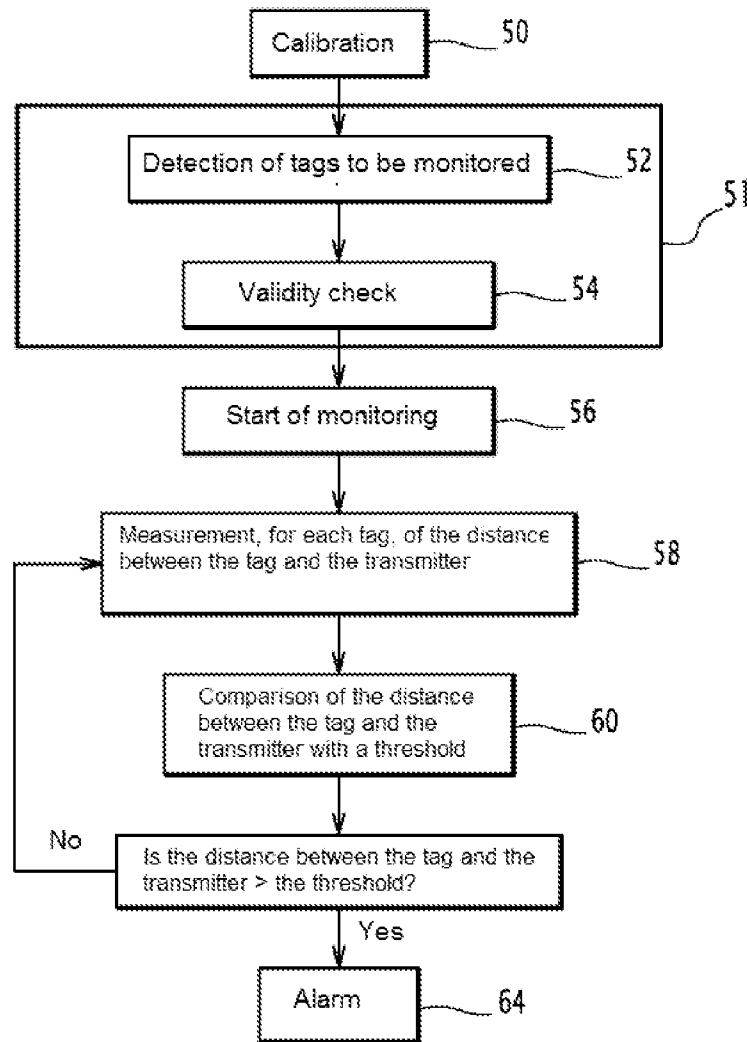 Calibration
50
Detection of tags to be monitored
52
51
Validity check
54
Start of monitoring
56
Measurement, for each tag, of the distance
between the tag and the transmitter
58
Comparison of the distance
between the tag and the
transmitter with a threshold
60
No
Is the distance between the tag and the
transmitter > the threshold?
Yes
Alarm
64